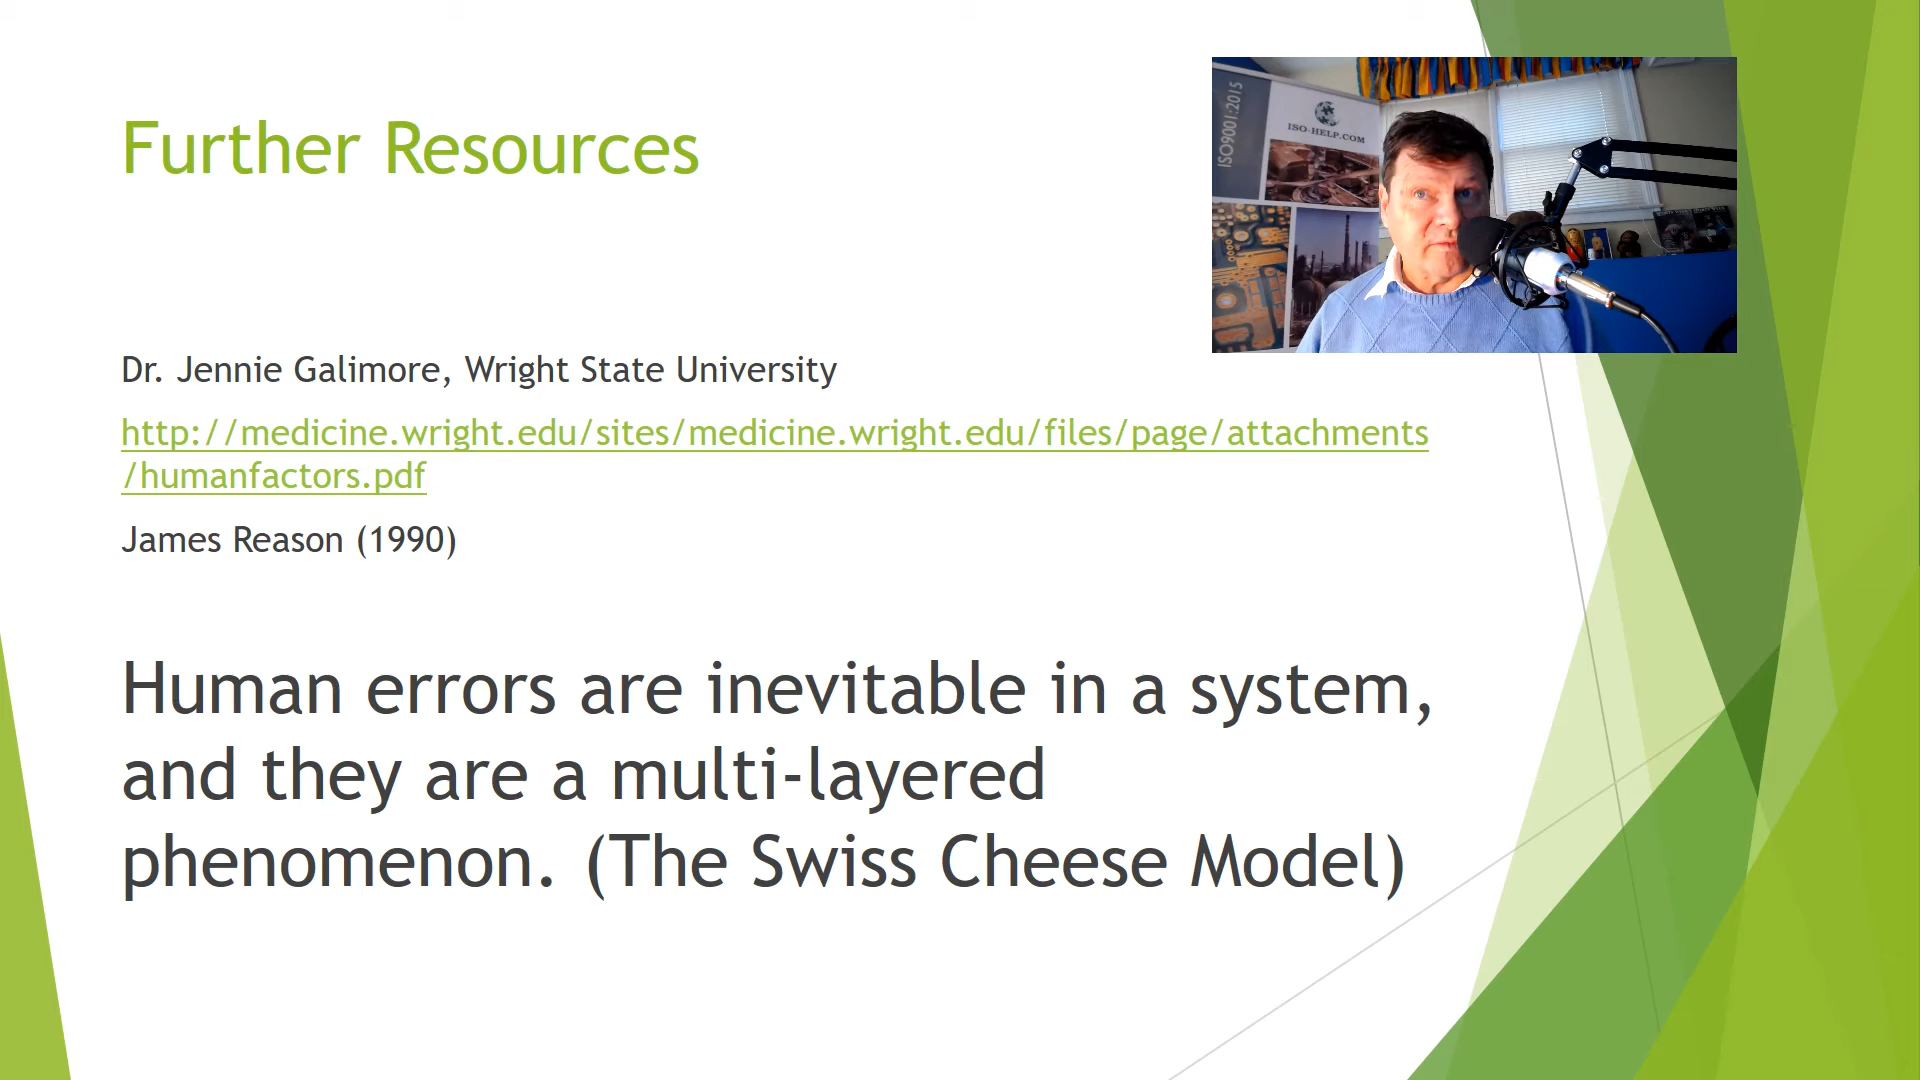 Further Resources
ISO9001:2015
ISO-HELP.COM
Dr. Jennie Galimore, Wright State University
http://medicine.wright.edu/sites/medicine.wright.edu/files/page/attachments
/humanfactors.pdf
James Reason (1990)
Human errors are inevitable in a system,
and they are a multi-layered
phenomenon. (The Swiss Cheese Model)